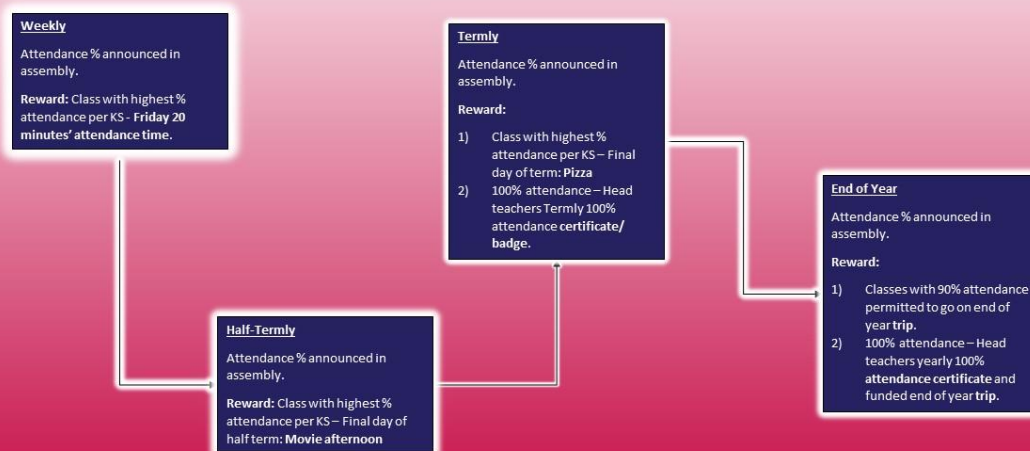 Weekly
Attendance % announced in
assembly.
Reward: Class with highest %
attendance per KS - Friday 20
minutes' attendance time.
Half-Termly
Attendance % announced in
assembly.
Reward: Class with highest %
attendance per KS – Final day of
half term: Movie afternoon
Termly
Attendance % announced in
assembly.
Reward:
1) Class with highest %
attendance per KS – Final
day of term: Pizza
2) 100% attendance – Head
teachers Termly 100%
attendance certificate/
badge.
End of Year
Attendance % announced in
assembly.
Reward:
1) Classes with 90% attendance
permitted to go on end of
year trip.
2) 100% attendance – Head
teachers yearly 100%
attendance certificate and
funded end of year trip.